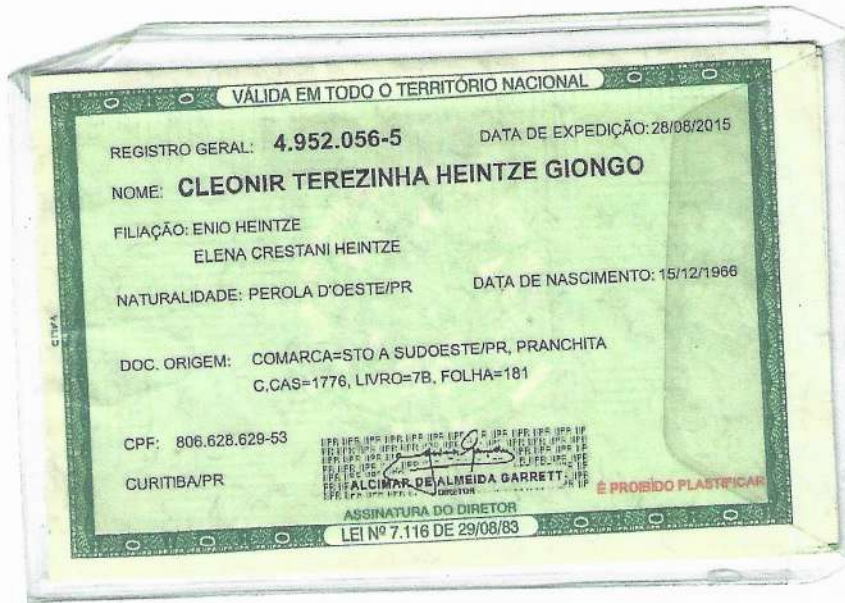 VÁLIDA EM TODO O TERRITÓRIO NACIONAL
REGISTRO GERAL: 4.952.056-5 DATA DE EXPEDIÇÃO: 28/08/2015
NOME: CLEONIR TEREZINHA HEINTZE GIONGO
FILIAÇÃO: ENIO HEINTZE
ELENA CRESTANI HEINTZE
NATURALIDADE: PEROLA D'OESTE/PR DATA DE NASCIMENTO: 15/12/1966
DOC. ORIGEM: COMARCA=STO A SUDOESTE/PR, PRANCHITA
C.CAS=1776, LIVRO=7B, FOLHA=181
CPF: 806.628.629-53
CURITIBA/PR
ALCIMAR DE ALMEIDA GARRETT
DIRETOR
É PROIBIDO PLASTIFICAR
ASSINATURA DO DIRETOR
LEI Nº 7.116 DE 29/08/83